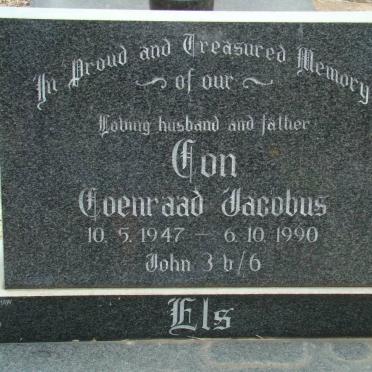 In Proud and Treasured Memory
~ of our ~
Loving husband and father
Con
Coenraad Jacobus
10. 5. 1947 — 6. 10. 1990
John 3 v/6
Els